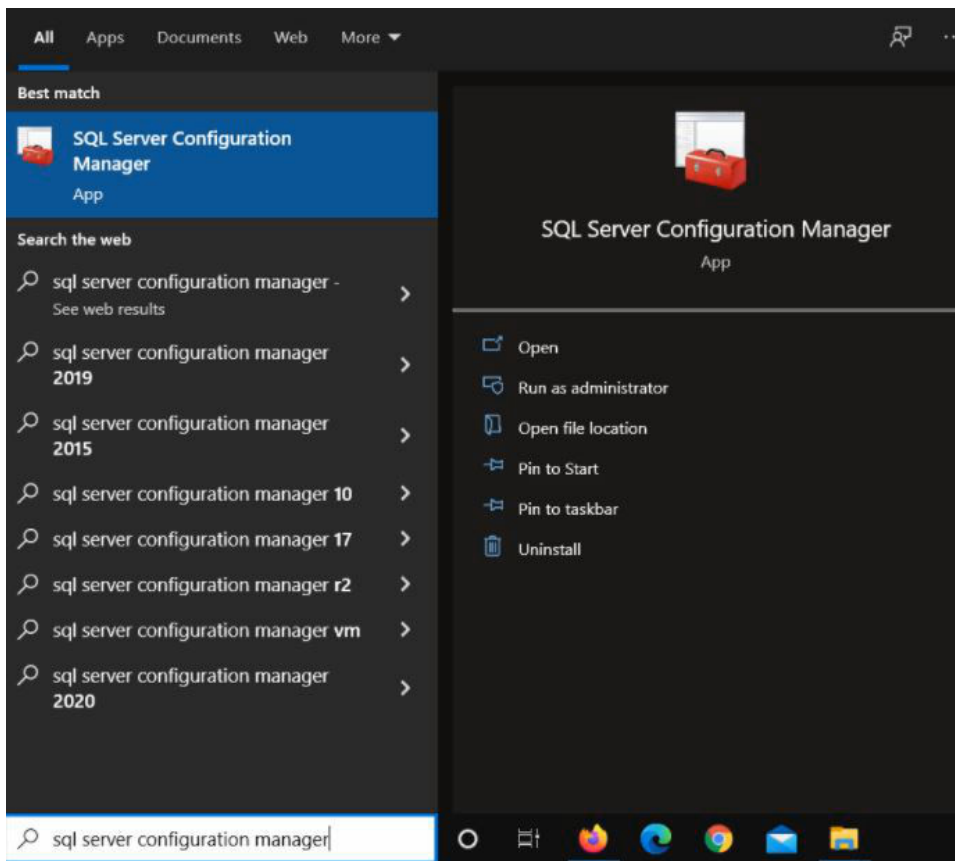 All Apps Documents Web More
Best match
SQL Server Configuration
Manager
App
Search the web
sql server configuration manager -
See web results
sql server configuration manager
2019
sql server configuration manager
2015
sql server configuration manager 10
sql server configuration manager 17
sql server configuration manager r2
sql server configuration manager vm
sql server configuration manager
2020
sql server configuration manager
SQL Server Configuration Manager
App
Open
Run as administrator
Open file location
Pin to Start
Pin to taskbar
Uninstall